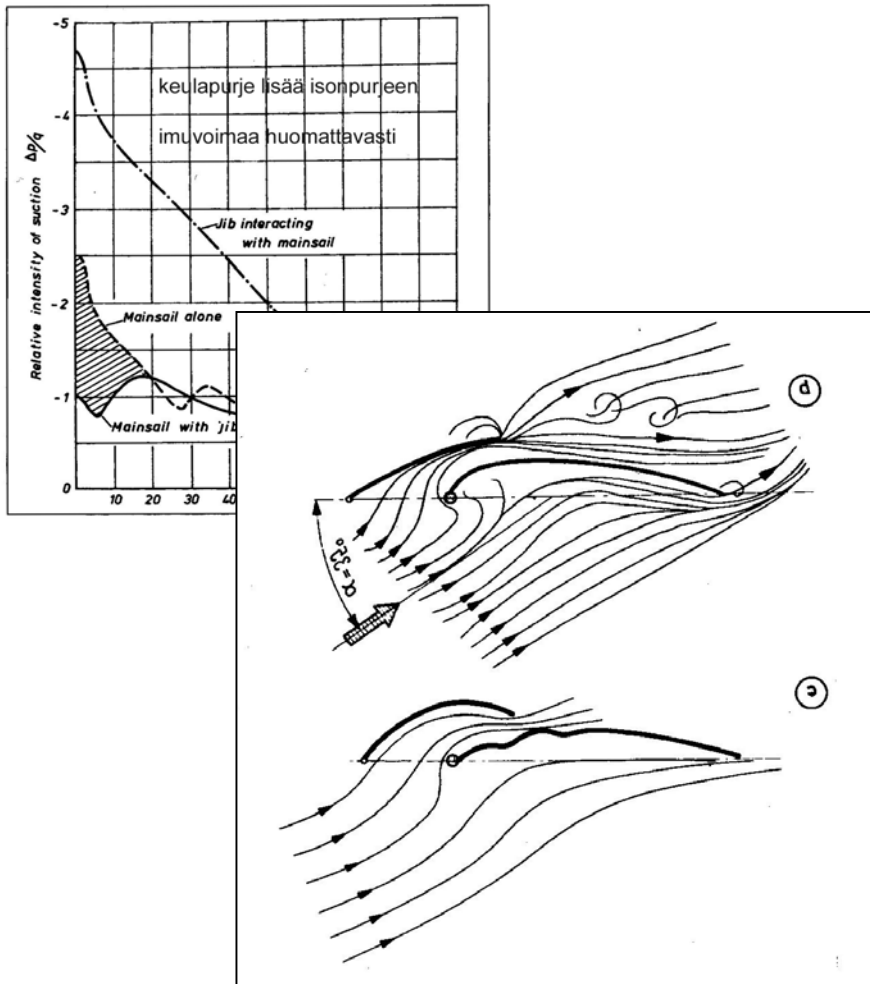 -5
keulapurje lisää isonpurjeen
-4
imuvoimaa huomattavasti
Relative intensity of suction Δp/q
-3
Jib interacting
with mainsail
-2
Mainsail alone
-1
Mainsail with jib
0
10 20 30 40
d
α = 35°
e